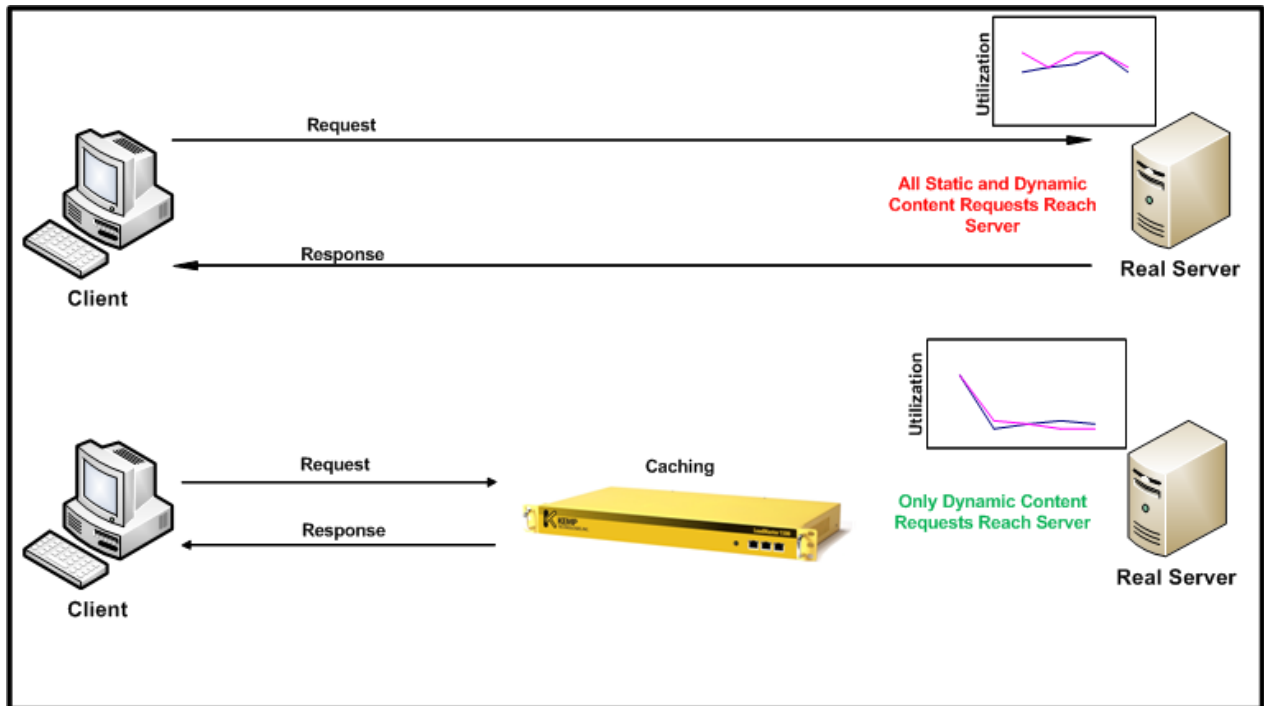 Utilization
Request
All Static and Dynamic
Content Requests Reach
Server
Response
Real Server
Client
Utilization
Request
Caching
KEMP
Only Dynamic Content
Requests Reach Server
Response
Real Server
Client